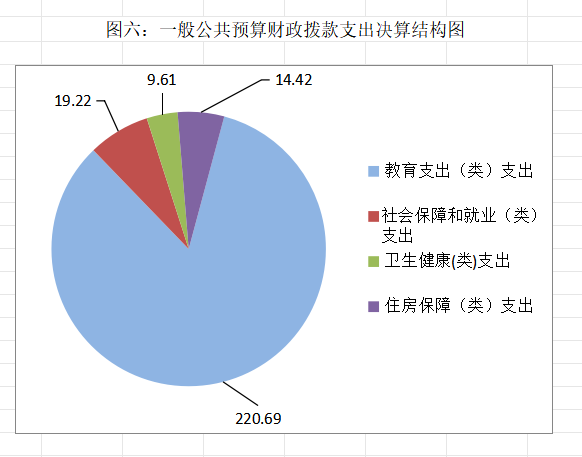 图六：一般公共预算财政拨款支出决算结构图
9.61
14.42
19.22
教育支出（类）支出
社会保障和就业（类）
支出
卫生健康(类)支出
住房保障（类）支出
220.69